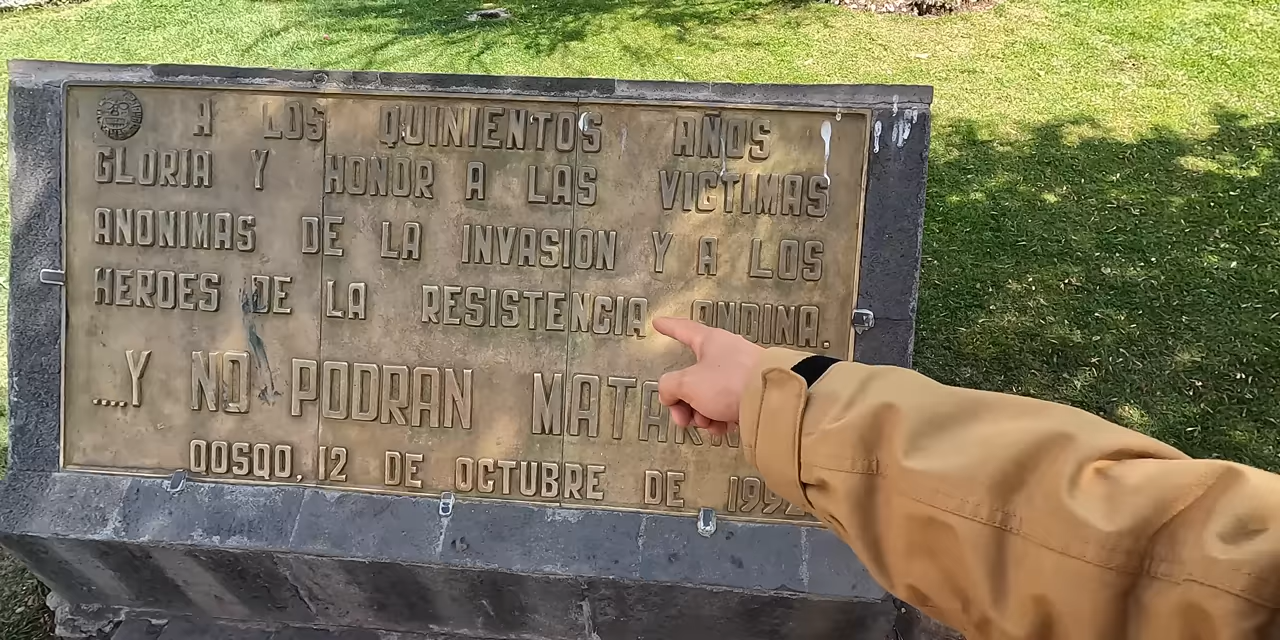 A LOS QUINIENTOS AÑOS
GLORIA Y HONOR A LAS VICTIMAS
ANONIMAS DE LA INVASION Y A LOS
HEROES DE LA RESISTENCIA ANDINA.
....Y NO PODRAN
QOSQO, 12 DE OCTUBRE DE 1992